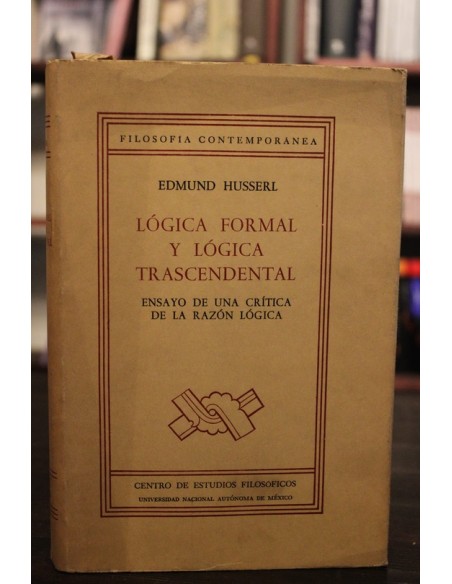 FILOSOFIA CONTEMPORANEA
EDMUND HUSSERL
LÓGICA FORMAL
Y LÓGICA
TRASCENDENTAL
ENSAYO DE UNA CRÍTICA
DE LA RAZÓN LÓGICA
CENTRO DE ESTUDIOS FILOSOFICOS
UNIVERSIDAD NACIONAL AUTÓNOMA DE MÉXICO